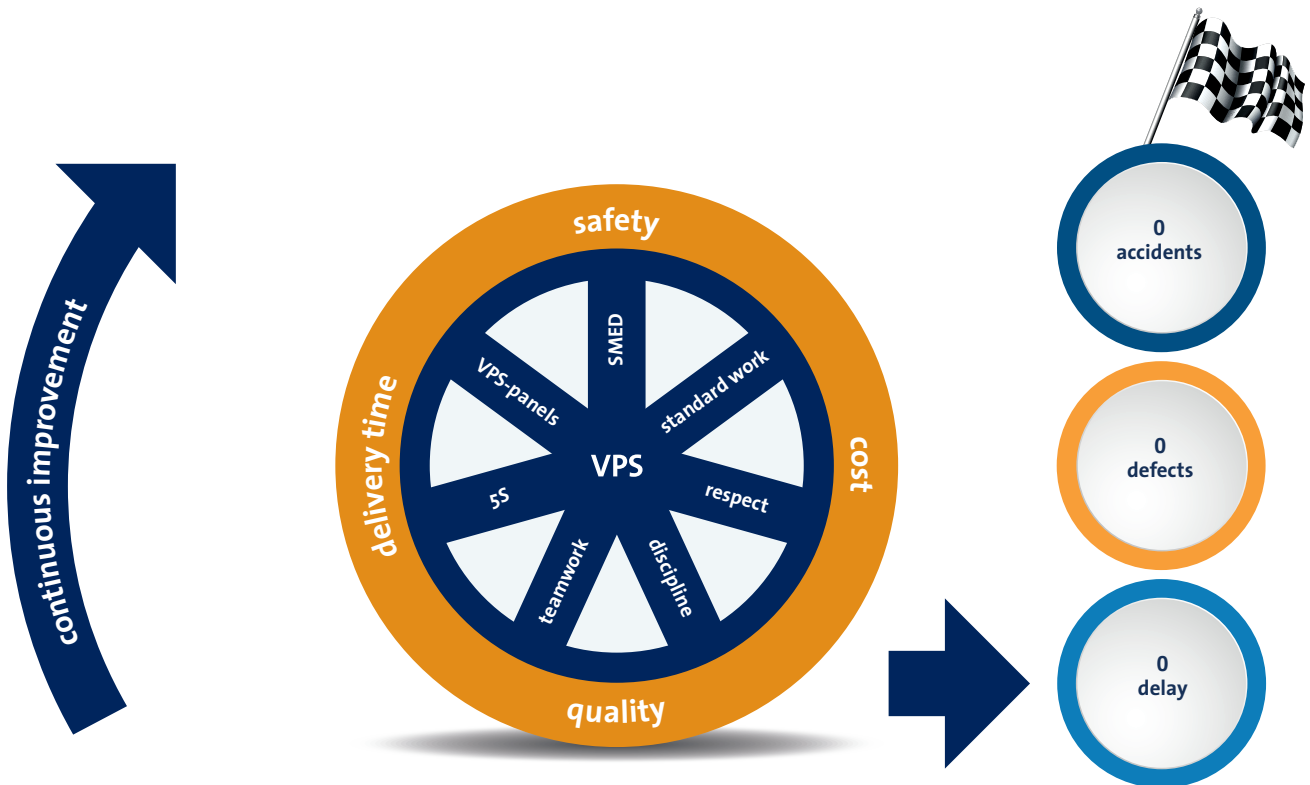 continuous improvement
safety
cost
quality
delivery time
SMED
standard work
respect
discipline
teamwork
5S
VPS-panels
VPS
0
accidents
0
defects
0
delay